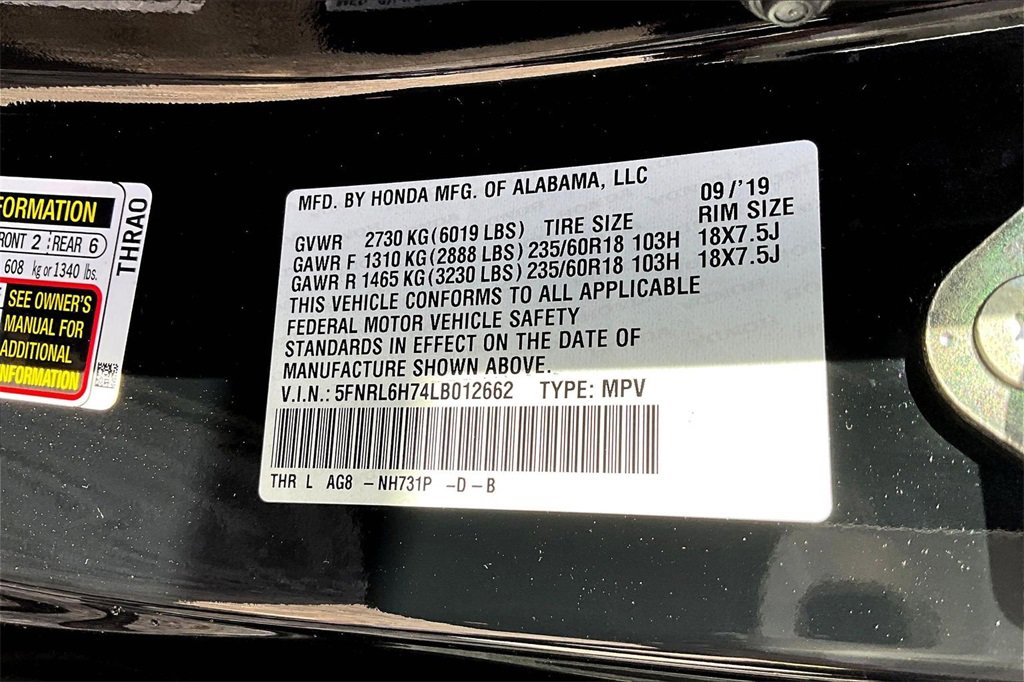 FORMATION
FRONT 2 REAR 6
608 kg or 1340 lbs.
SEE OWNER'S
MANUAL FOR
ADDITIONAL
INFORMATION
THRA0
MFD. BY HONDA MFG. OF ALABAMA, LLC 09/'19
GVWR 2730 KG(6019 LBS) TIRE SIZE RIM SIZE
GAWR F 1310 KG(2888 LBS) 235/60R18 103H 18X7.5J
GAWR R 1465 KG(3230 LBS) 235/60R18 103H 18X7.5J
THIS VEHICLE CONFORMS TO ALL APPLICABLE
FEDERAL MOTOR VEHICLE SAFETY
STANDARDS IN EFFECT ON THE DATE OF
MANUFACTURE SHOWN ABOVE.
V.I.N.: 5FNRL6H74LB012662 TYPE: MPV
THR L AG8 - NH731P -D-B